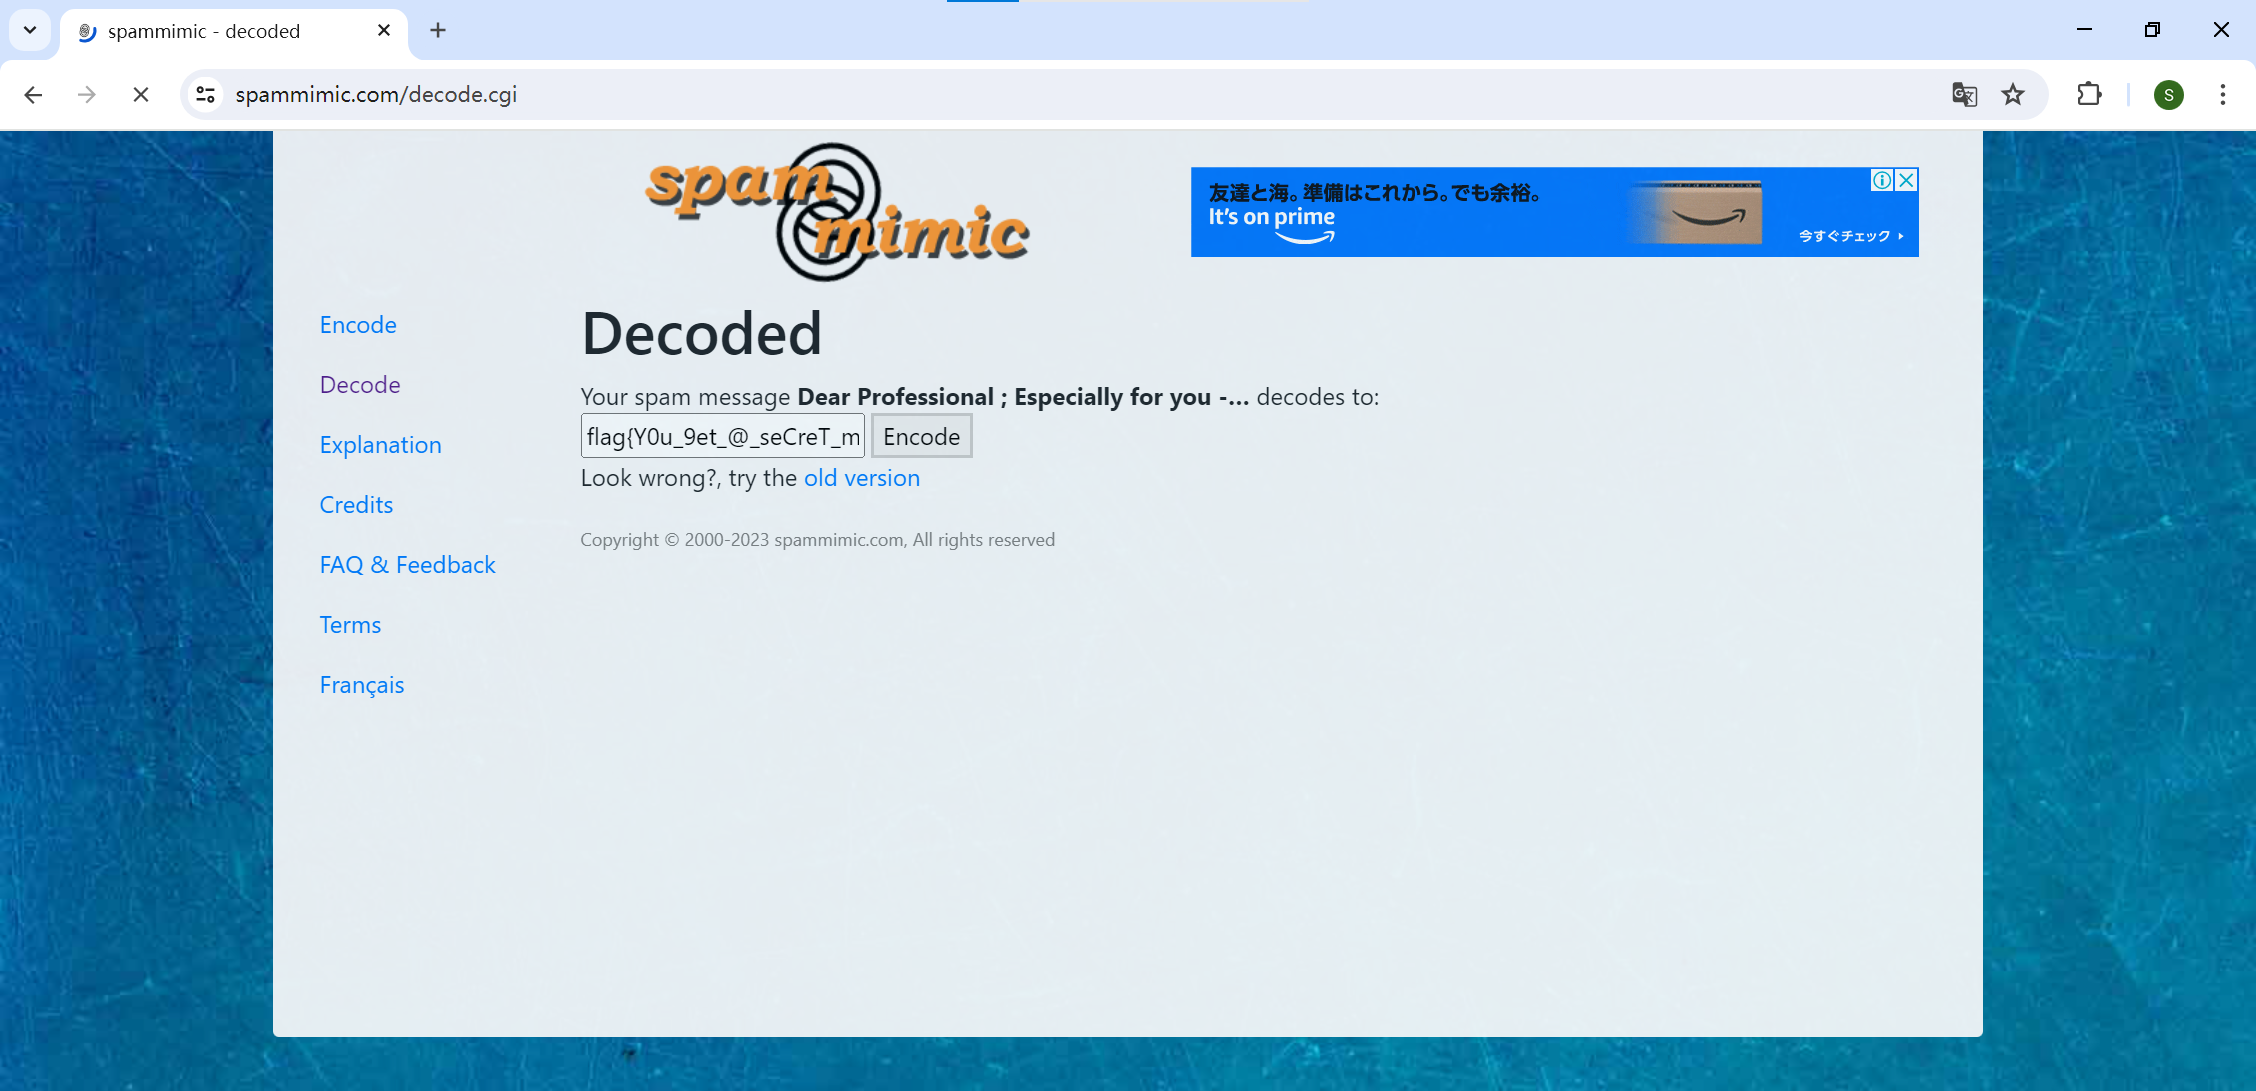 spammimic - decoded
spammimic.com/decode.cgi
S
spam
mimic
友達と海。準備はこれから。でも余裕。
It's on prime
今すぐチェック
Encode
Decode
Explanation
Credits
FAQ & Feedback
Terms
Français
Decoded
Your spam message Dear Professional ; Especially for you -... decodes to:
flag{Y0u_9et_@_seCreT_m
Encode
Look wrong?, try the old version
Copyright © 2000-2023 spammimic.com, All rights reserved